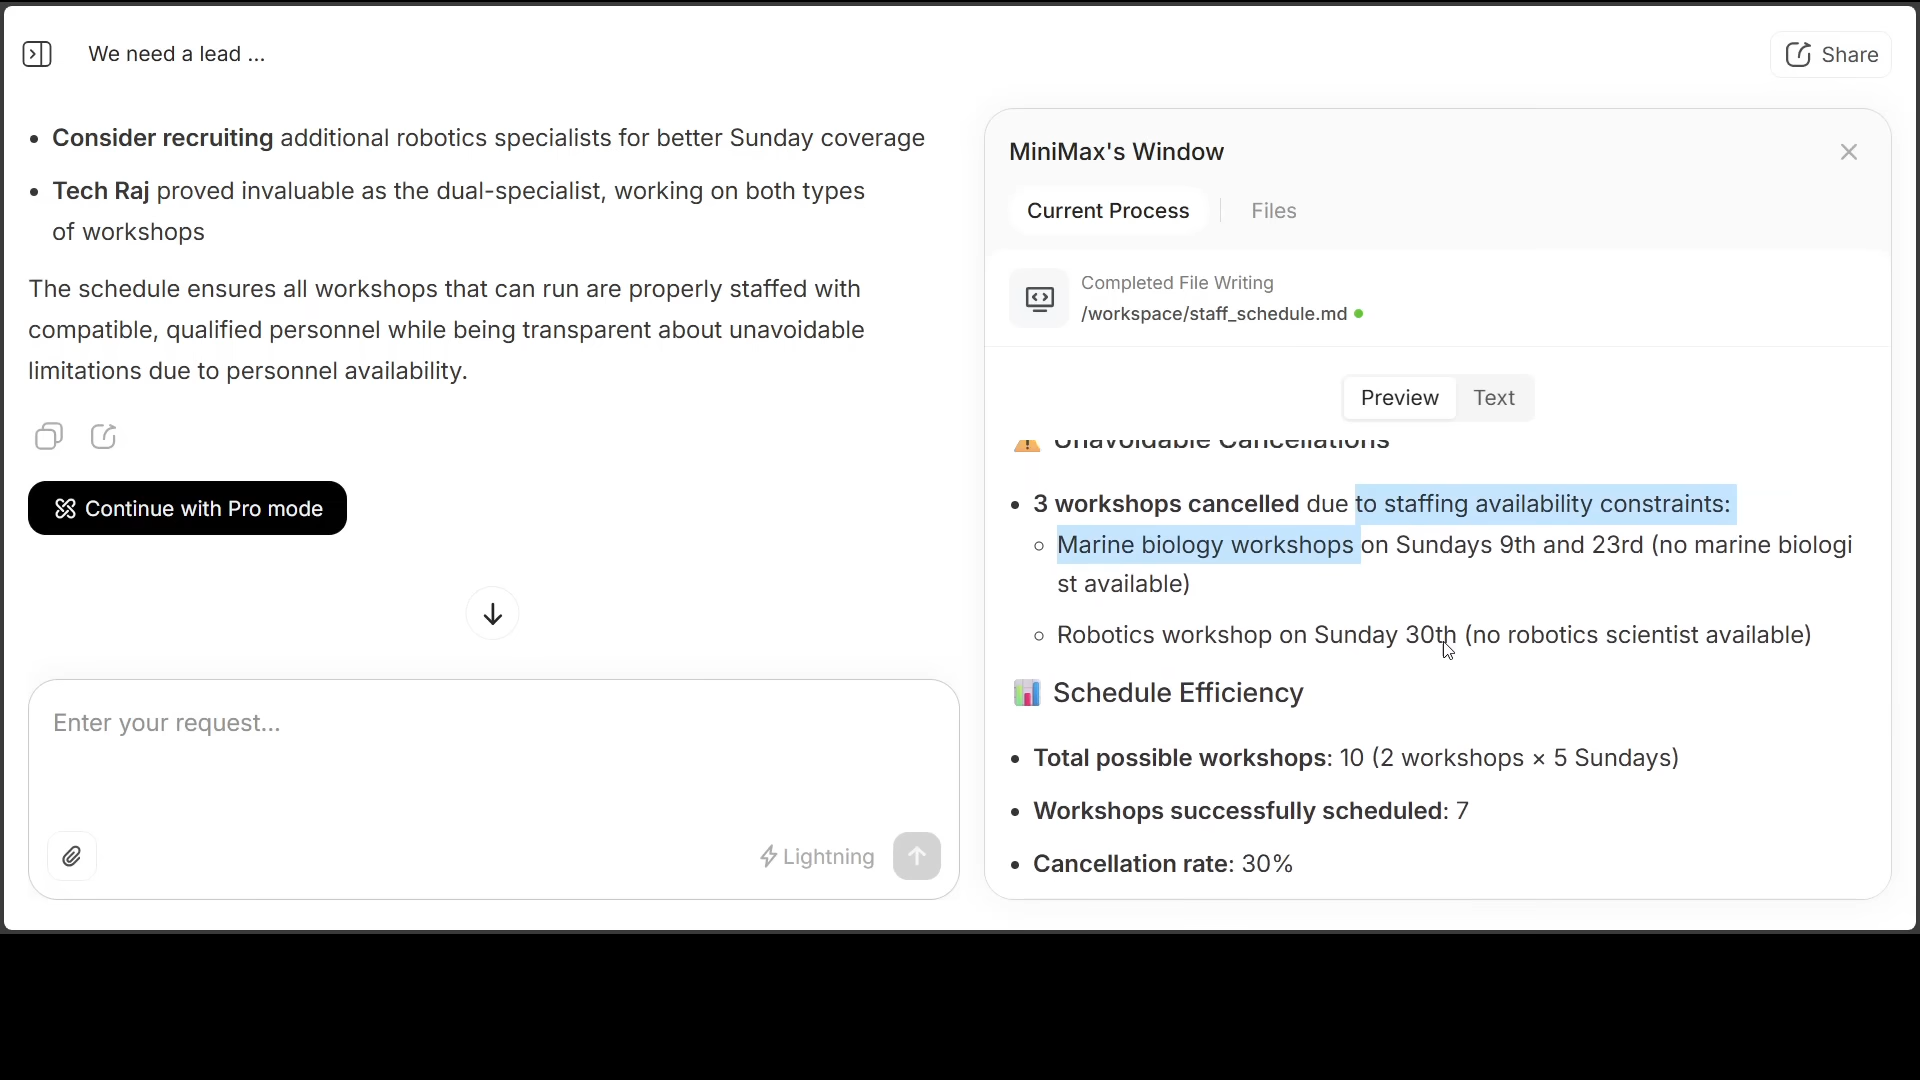 We need a lead ...
Share
• Consider recruiting additional robotics specialists for better Sunday coverage
• Tech Raj proved invaluable as the dual-specialist, working on both types
of workshops
The schedule ensures all workshops that can run are properly staffed with
compatible, qualified personnel while being transparent about unavoidable
limitations due to personnel availability.
Continue with Pro mode
Enter your request...
Lightning
MiniMax's Window
Current Process
Files
Completed File Writing
/workspace/staff_schedule.md
Preview
Text
Unavoidable Cancellations
• 3 workshops cancelled due to staffing availability constraints:
○ Marine biology workshops on Sundays 9th and 23rd (no marine biologi
st available)
○ Robotics workshop on Sunday 30th (no robotics scientist available)
Schedule Efficiency
• Total possible workshops: 10 (2 workshops × 5 Sundays)
• Workshops successfully scheduled: 7
• Cancellation rate: 30%